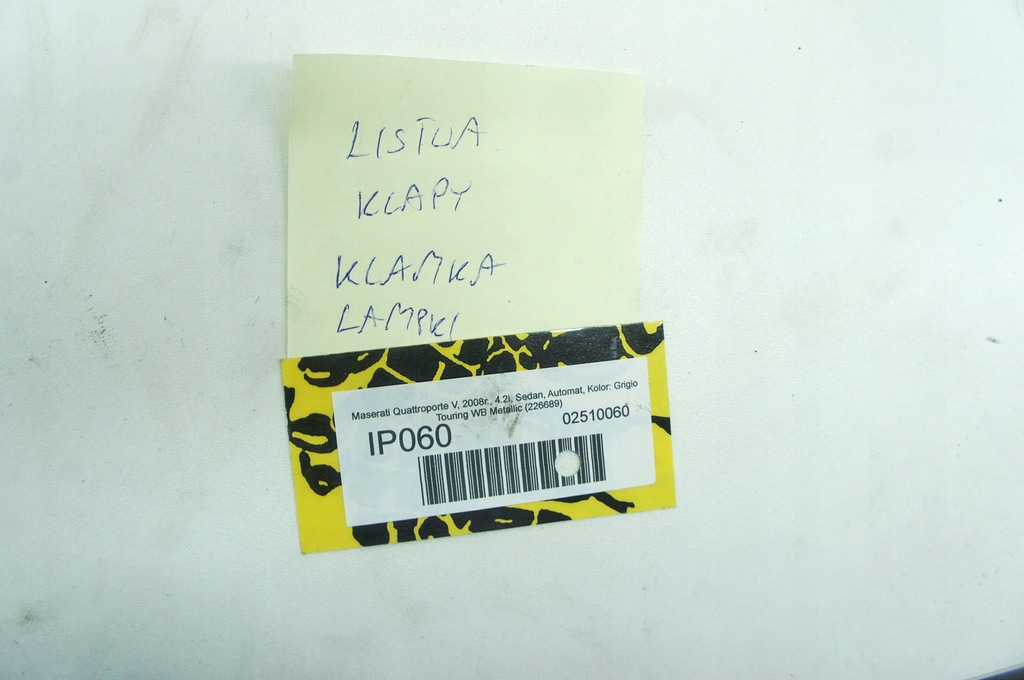 LISTWA
KLAPY
KLAMKA
LAMPKI
Maserati Quattroporte V, 2008r., 4.2i, Sedan, Automat, Kolor: Grigio
Touring WB Metallic (226689)
IP060
02510060